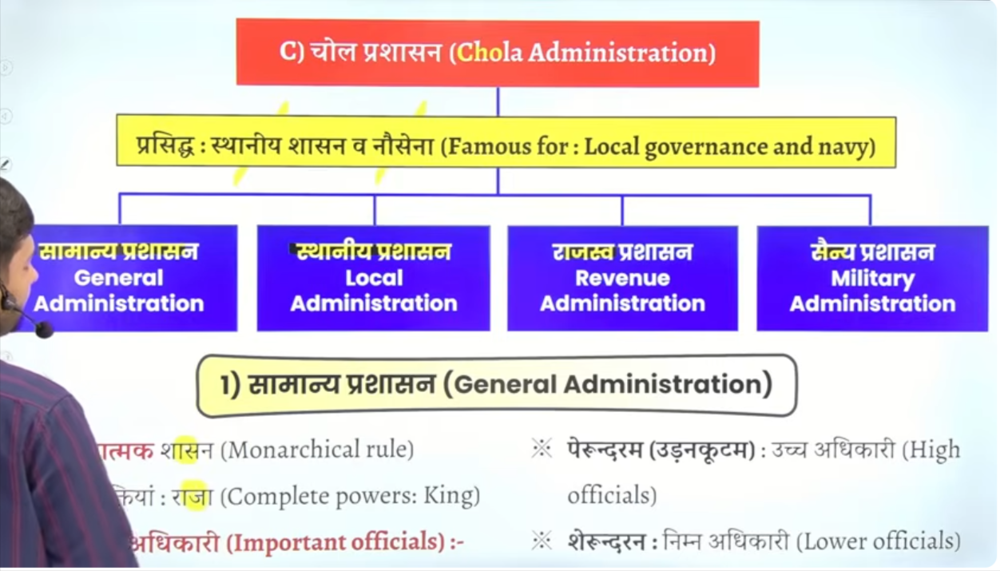 C) चोल प्रशासन (Chola Administration)
प्रसिद्ध : स्थानीय शासन व नौसेना (Famous for : Local governance and navy)
सामान्य प्रशासन
General
Administration
स्थानीय प्रशासन
Local
Administration
राजस्व प्रशासन
Revenue
Administration
सैन्य प्रशासन
Military
Administration
1) सामान्य प्रशासन (General Administration)
शासन (Monarchical rule)
: राजा (Complete powers: King)
अधिकारी (Important officials) :-
※ पेरून्दरम (उड़नकूटम) : उच्च अधिकारी (High
officials)
※ शेरून्दरन : निम्न अधिकारी (Lower officials)